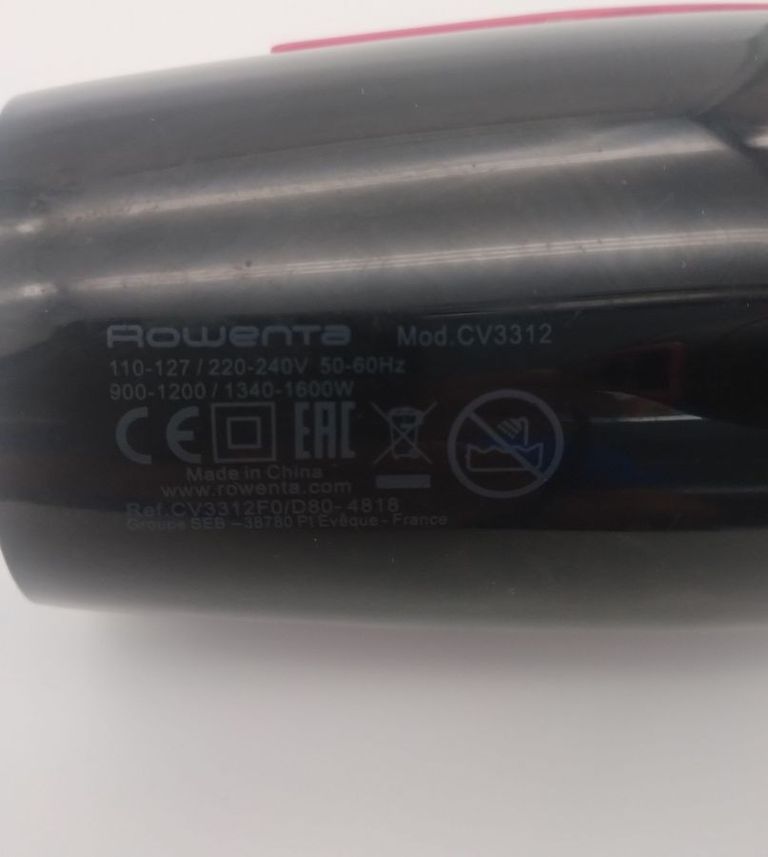 Rowenta Mod.CV3312
110-127 / 220-240V 50-60Hz
900-1200 / 1340-1600W
CE EAC
Made in China
www.rowenta.com
Ref.CV3312F0/D80-4818
Groupe SEB –38780 Pt Evêque - France